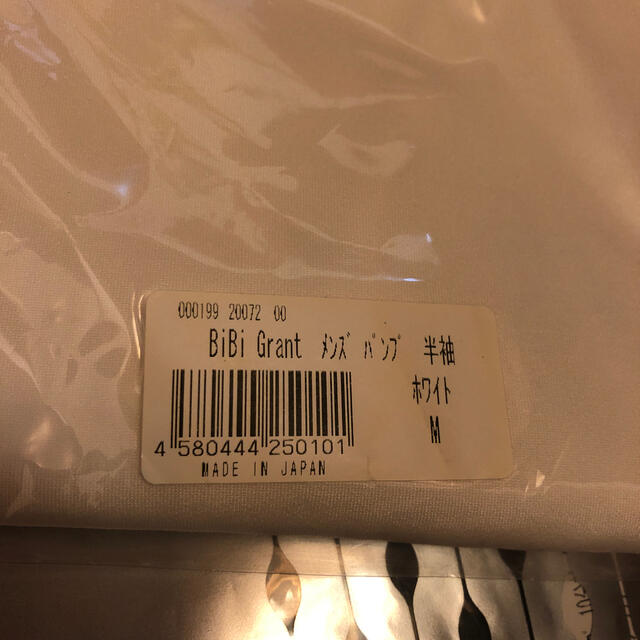 000199 20072 00
BiBi Grant ﾒﾝｽﾞ ﾊﾟﾝﾌﾟ 半袖
ﾎﾜｲﾄ
M
4 580444 250101
MADE IN JAPAN